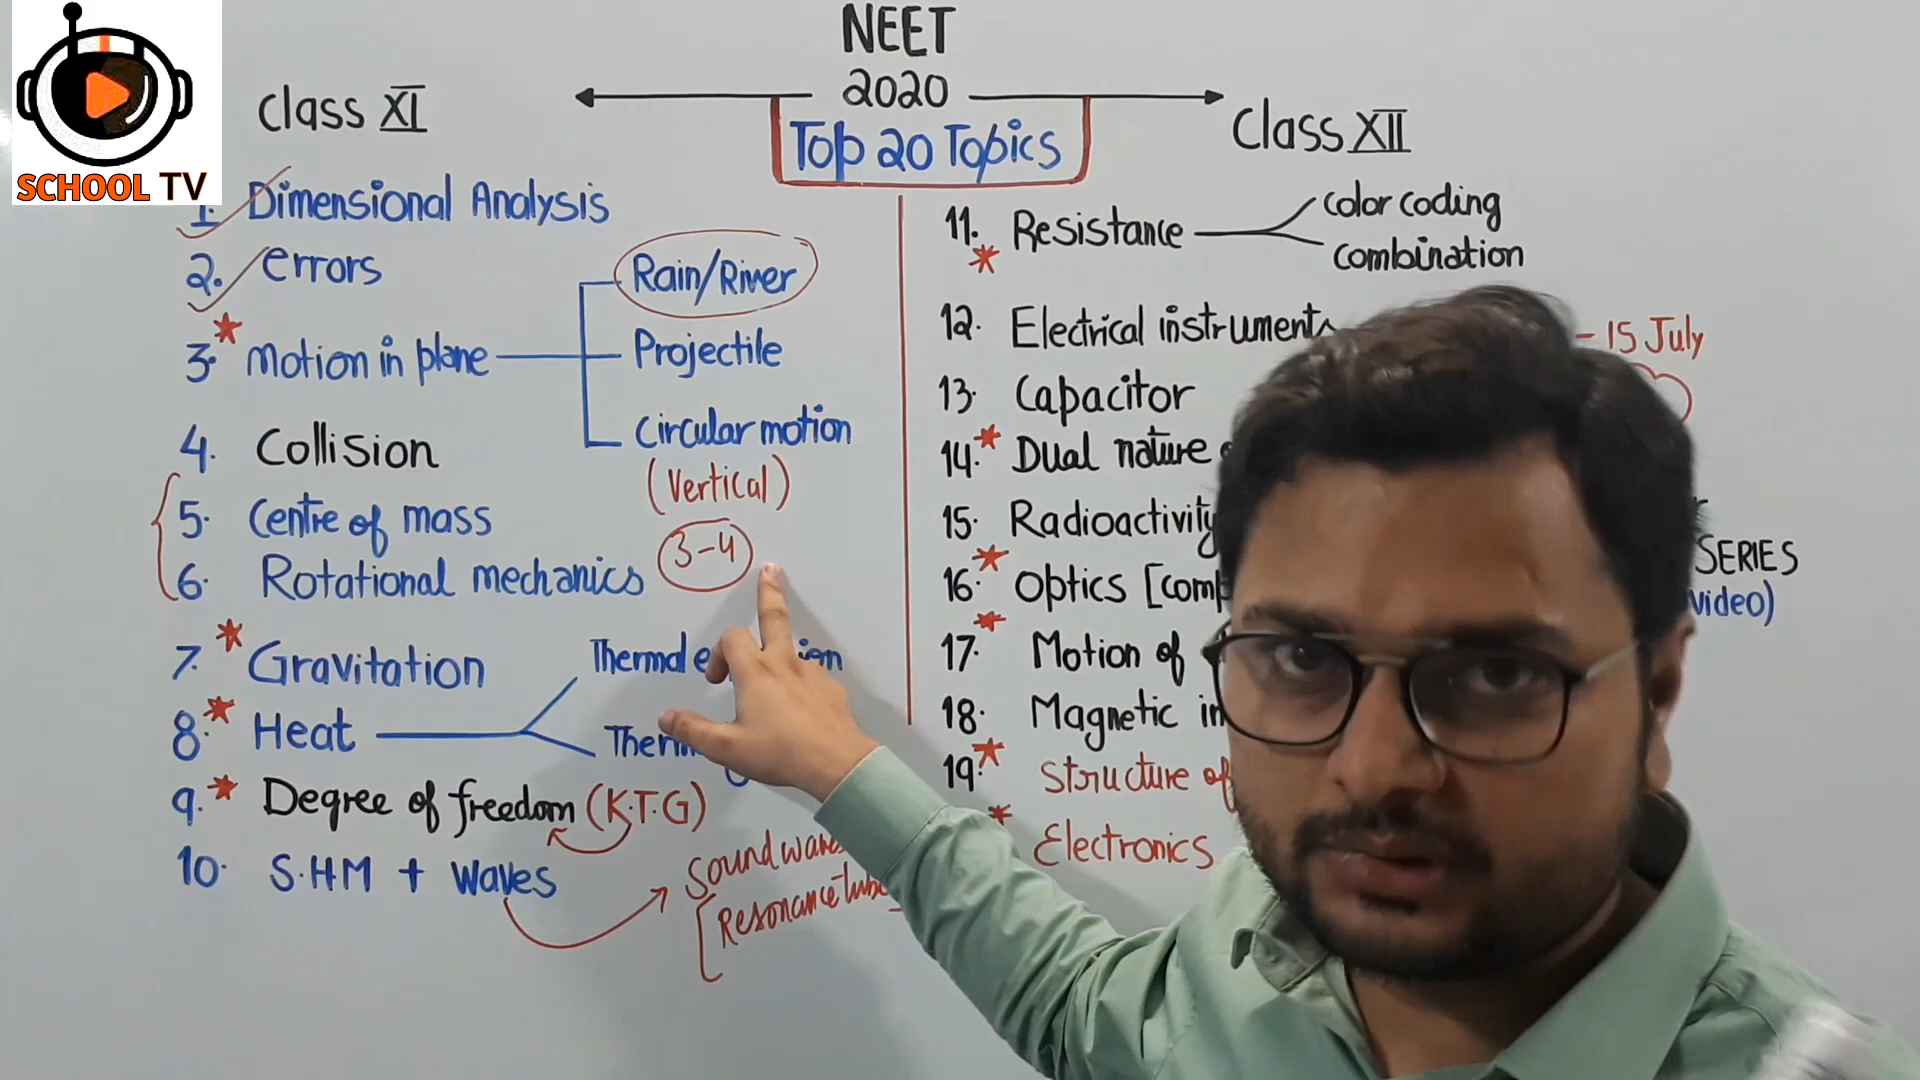 SCHOOL TV
NEET
2020
Top 20 Topics
Class XI
1. Dimensional Analysis
2. errors
3. * Motion in plane
Rain/River
Projectile
Circular motion
(Vertical)
4. Collision
5. Centre of mass
6. Rotational mechanics
3-4
7. * Gravitation
8. * Heat
Thermal
9. * Degree of freedom (K.T.G)
10. S.H.M + Waves
Sound
[Resonance tube
Class XII
11. * Resistance
color coding
combination
12. Electrical instruments
- 15 July
13. Capacitor
14. * Dual nature
15. Radioactivity
SERIES
16. * Optics
video)
17. * Motion of
18. Magnetic
19. * Structure of
* Electronics